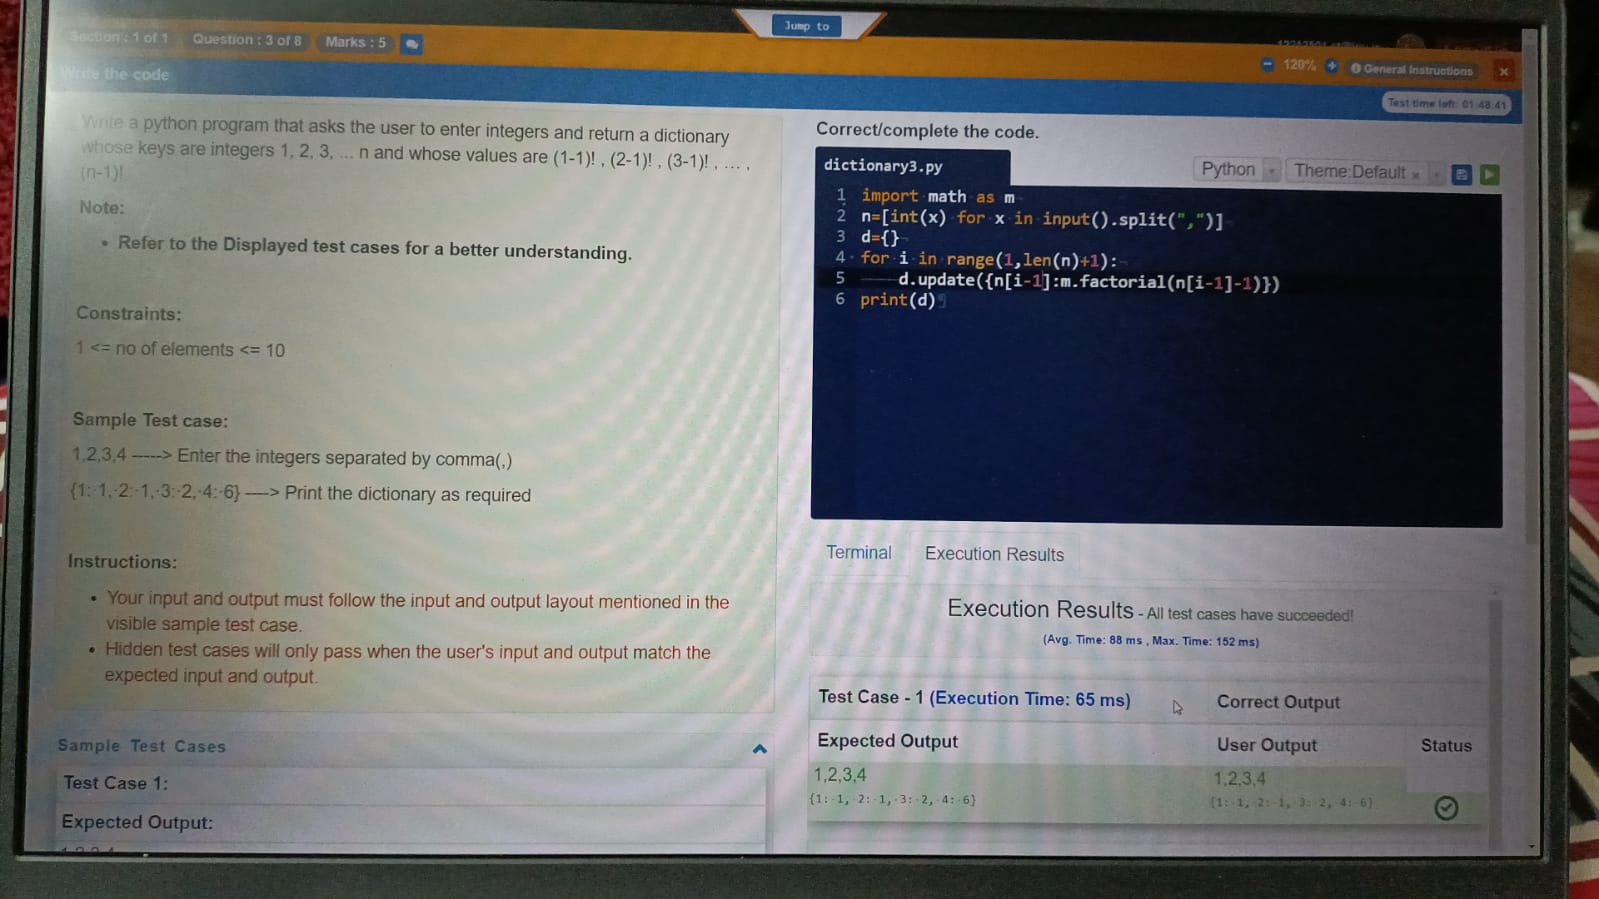 Jump to
Section : 1 of 1 Question : 3 of 8 Marks : 5
120% General Instructions
Write the code
Test time left: 01:48:41
Write a python program that asks the user to enter integers and return a dictionary
whose keys are integers 1, 2, 3, ... n and whose values are (1-1)! , (2-1)! , (3-1)! , ... ,
(n-1)!
Note:
• Refer to the Displayed test cases for a better understanding.
Constraints:
1 <= no of elements <= 10
Sample Test case:
1,2,3,4 -----> Enter the integers separated by comma(,)
{1:·1,·2:·1,·3:·2,·4:·6} ----> Print the dictionary as required
Instructions:
• Your input and output must follow the input and output layout mentioned in the
visible sample test case.
• Hidden test cases will only pass when the user's input and output match the
expected input and output.
Sample Test Cases
Test Case 1:
Expected Output:
Correct/complete the code.
dictionary3.py
Python Theme:Default
1 import math as m
2 n=[int(x) for x in input().split(",")]
3 d={}
4 for i in range(1,len(n)+1):
5 d.update({n[i-1]:m.factorial(n[i-1]-1)})
6 print(d)
Terminal Execution Results
Execution Results - All test cases have succeeded!
(Avg. Time: 88 ms , Max. Time: 152 ms)
Test Case - 1 (Execution Time: 65 ms) Correct Output
Expected Output User Output Status
1,2,3,4 1,2,3,4
{1:·1,·2:·1,·3:·2,·4:·6} {1:·1,·2:·1,·3:·2,·4:·6}